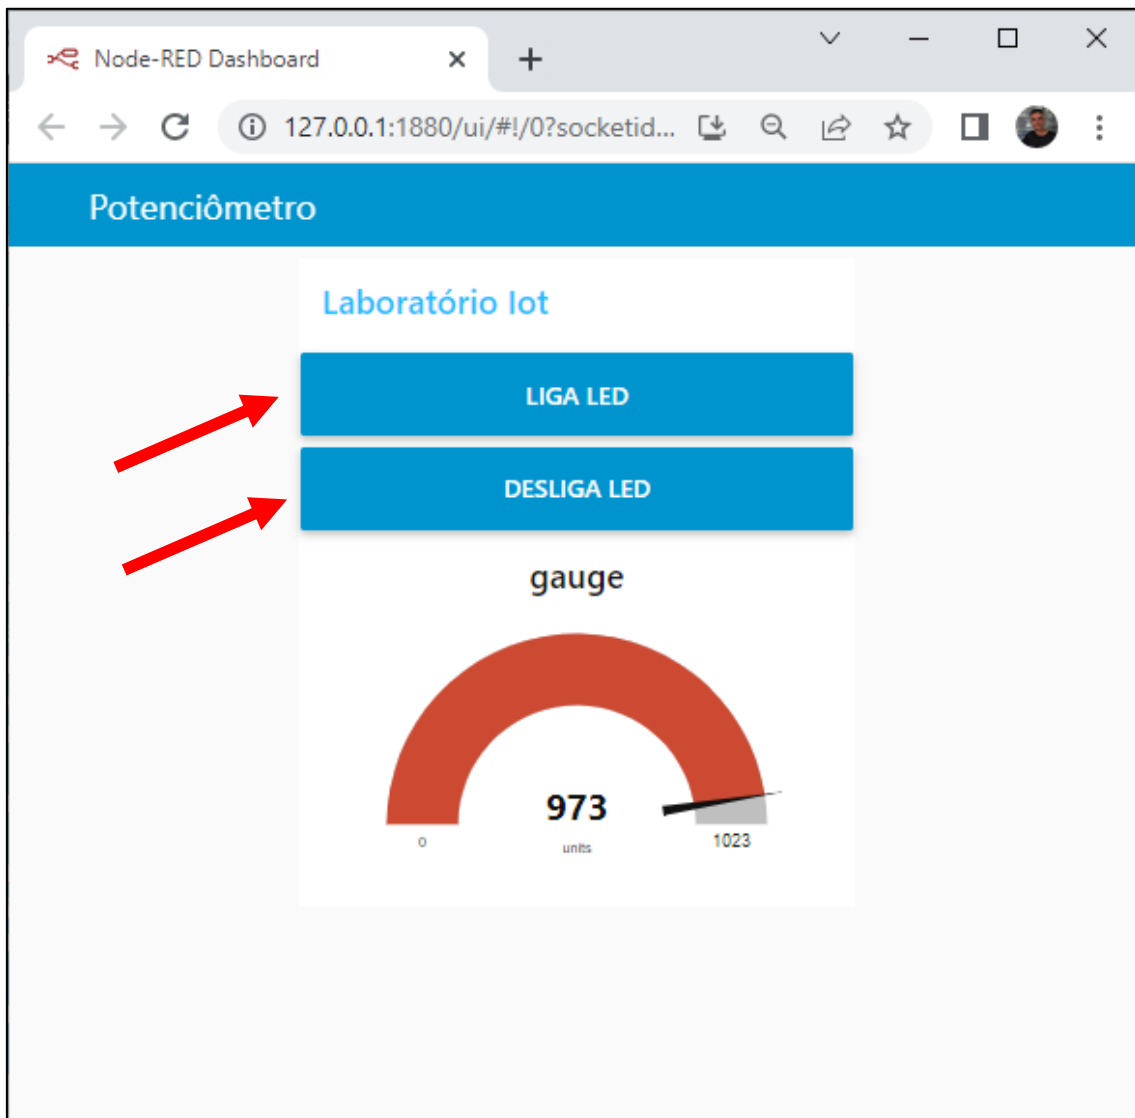 Node-RED Dashboard
127.0.0.1:1880/ui/#!/0?socketid...
Potenciômetro
Laboratório Iot
LIGA LED
DESLIGA LED
gauge
973
0 units 1023